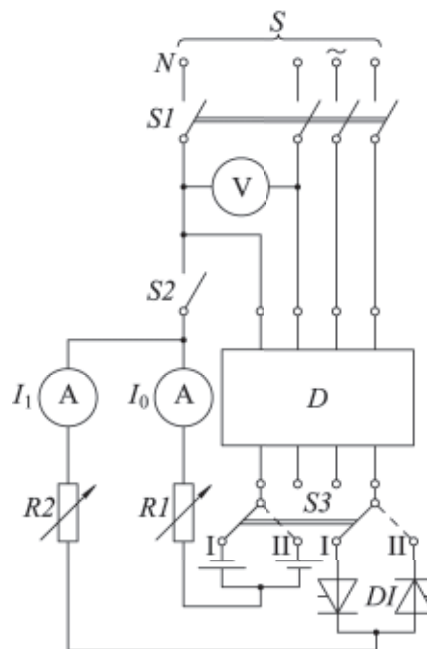 S
N ~
S1
V
S2
I₁ A I₀ A D
R2 R1 S3
I II I II
DI